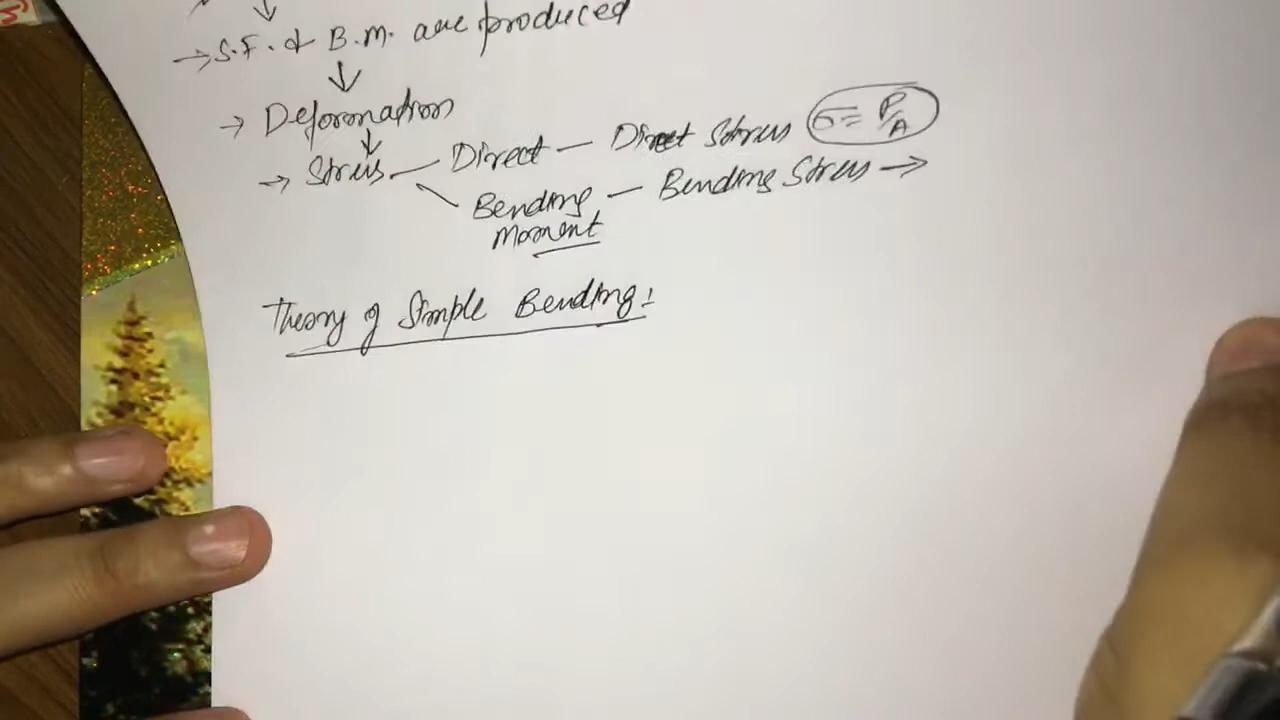 → S.F. & B.M. are produced
↓
→ Deformation
↓
→ Stress — Direct — Direct Stress σ = P/A
Bending Moment — Bending Stress →
Theory of Simple Bending: